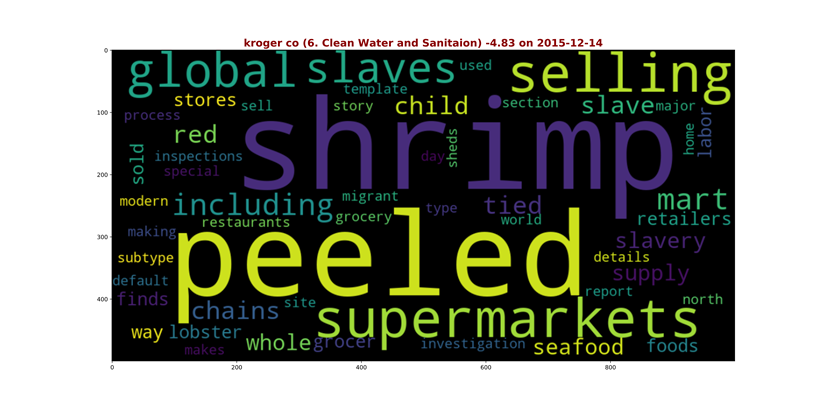 kroger co (6. Clean Water and Sanitaion) -4.83 on 2015-12-14
0
100
200
300
400
0
200
400
600
800
global
slaves
used
selling
template
stores
sell
story
child
section
slave
major
process
shrimp
red
sheds
home
labor
sold
inspections
day
special
modern
including
migrant
type
tied
mart
grocery
world
retailers
restaurants
making
peeled
slavery
subtype
details
default
supply
finds
chains
site
report
north
supermarkets
way
lobster
whole
grocer
investigation
seafood
foods
makes